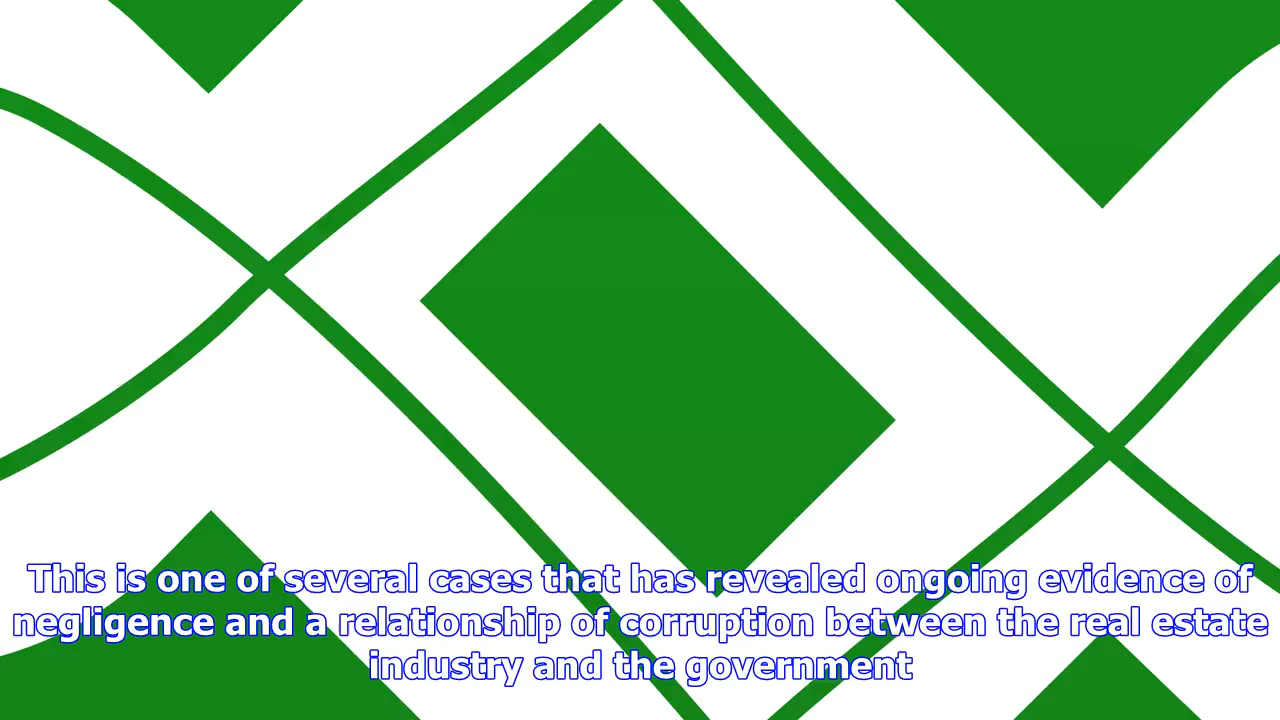 This is one of several cases that has revealed ongoing evidence of
negligence and a relationship of corruption between the real estate
industry and the government